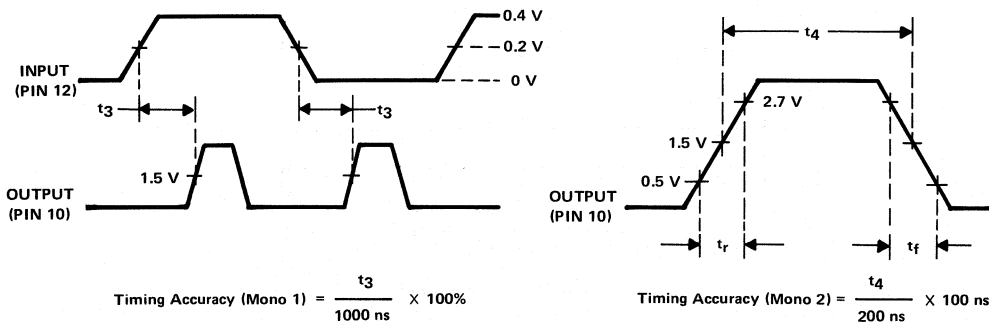 0.4 V
0.2 V
0 V
INPUT
(PIN 12)
t3
t3
1.5 V
OUTPUT
(PIN 10)
Timing Accuracy (Mono 1) = t3 / 1000 ns × 100%
t4
2.7 V
1.5 V
0.5 V
OUTPUT
(PIN 10)
tr
tf
Timing Accuracy (Mono 2) = t4 / 200 ns × 100 ns